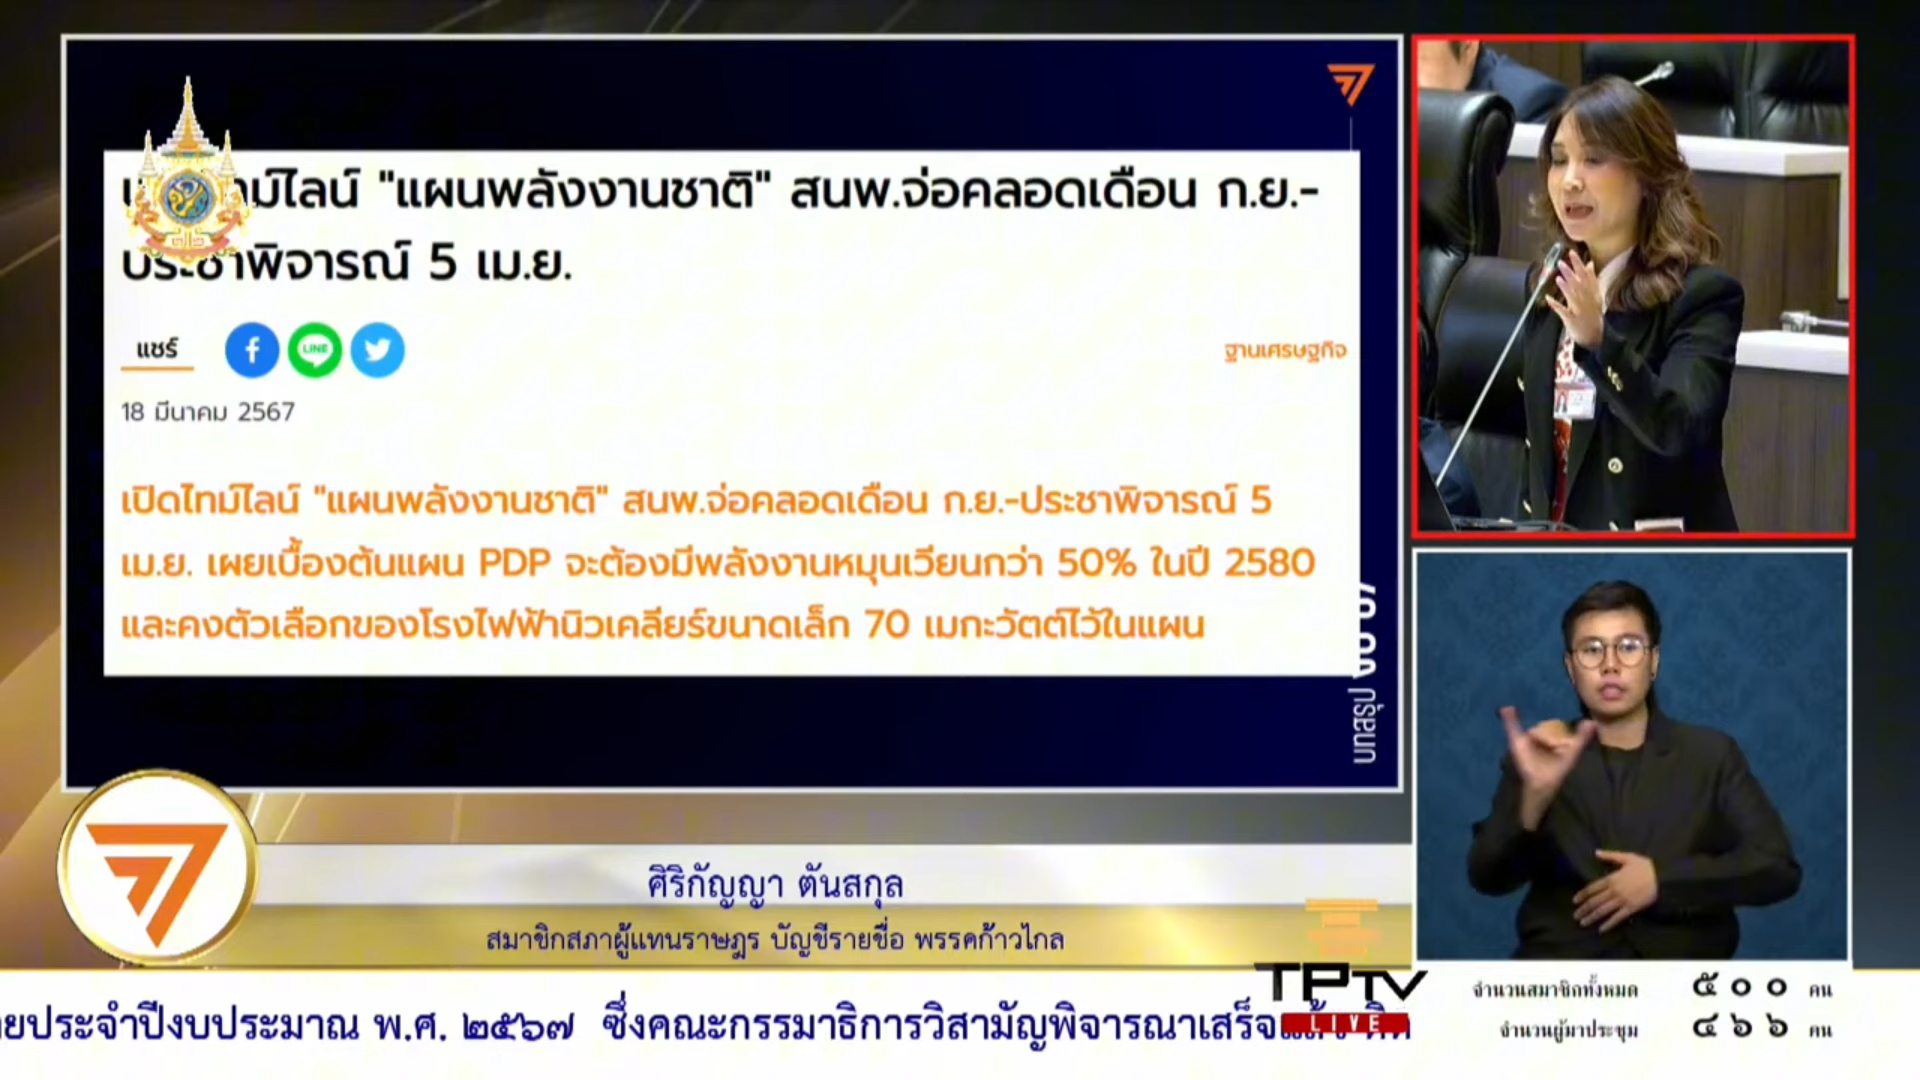 "แผนพลังงานชาติ" สนพ.จ่อคลอดเดือน ก.ย.-
ประชาพิจารณ์ 5 เม.ย.
แชร์
LINE
ฐานเศรษฐกิจ
18 มีนาคม 2567
เปิดไทม์ไลน์ "แผนพลังงานชาติ" สนพ.จ่อคลอดเดือน ก.ย.-ประชาพิจารณ์ 5
เม.ย. เผยเบื้องต้นแผน PDP จะต้องมีพลังงานหมุนเวียนกว่า 50% ในปี 2580
และคงตัวเลือกของโรงไฟฟ้านิวเคลียร์ขนาดเล็ก 70 เมกะวัตต์ไว้ในแผน
บทสรุป
ศิริกัญญา ตันสกุล
สมาชิกสภาผู้แทนราษฎร บัญชีรายชื่อ พรรคก้าวไกล
TPTV
LIVE
ประจำปีงบประมาณ พ.ศ. ๒๕๖๗ ซึ่งคณะกรรมาธิการวิสามัญพิจารณาเสร็จ
จำนวนสมาชิกทั้งหมด ๕๐๐ คน
จำนวนผู้มาประชุม ๔๖๖ คน